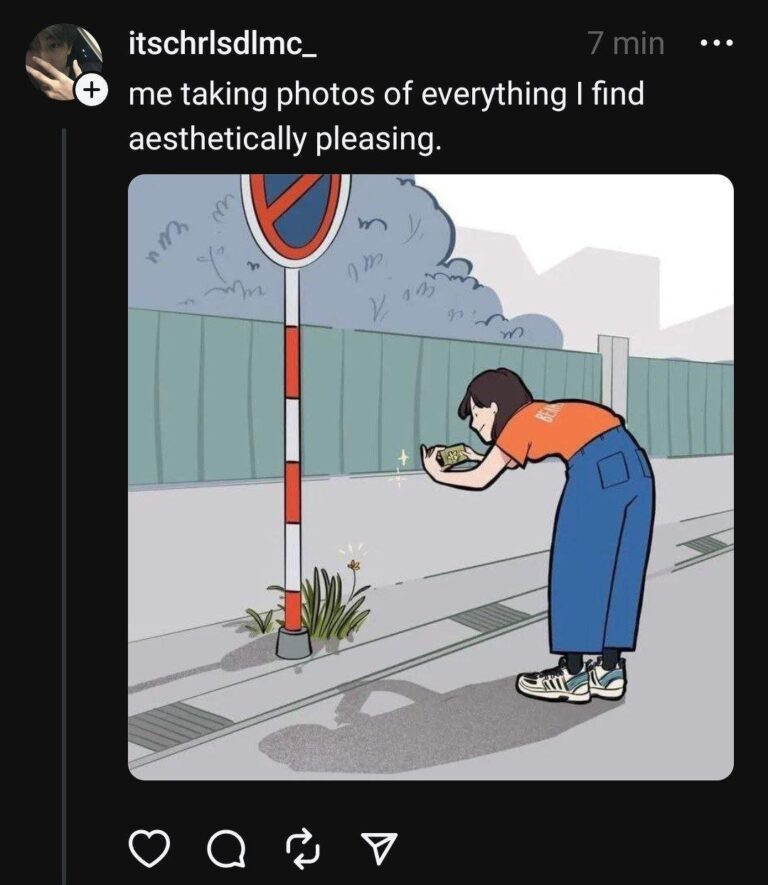 itschrlsdlmc_
7 min
me taking photos of everything I find
aesthetically pleasing.